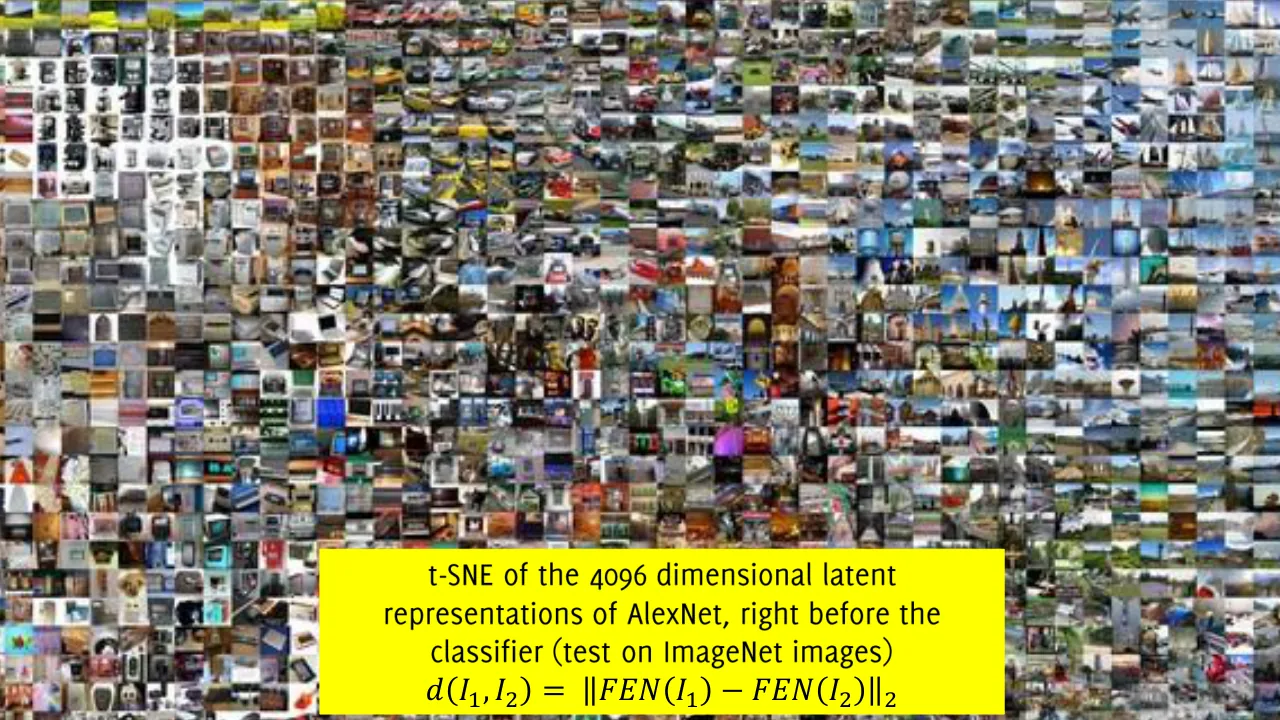 t-SNE of the 4096 dimensional latent
representations of AlexNet, right before the
classifier (test on ImageNet images)
𝑑(𝐼₁, 𝐼₂) = ‖𝐹𝐸𝑁(𝐼₁) − 𝐹𝐸𝑁(𝐼₂)‖₂